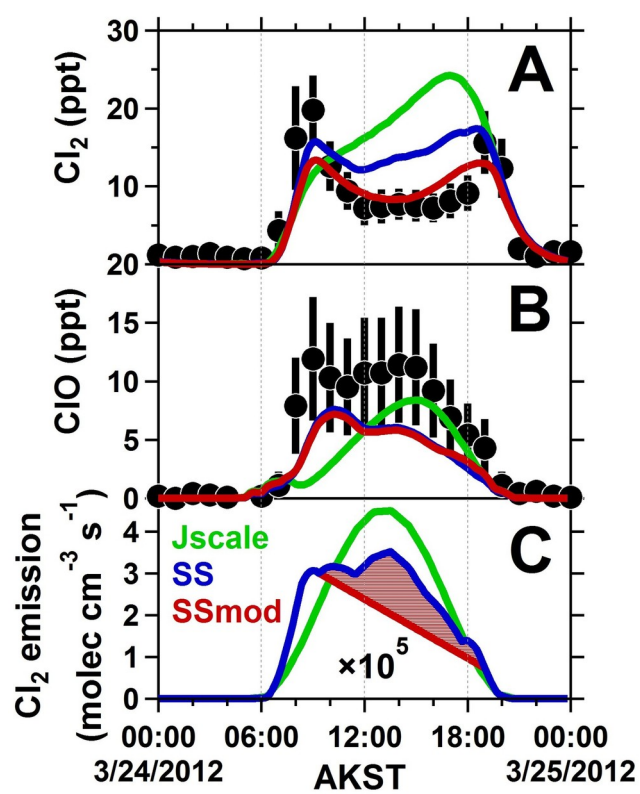 30
A
20
Cl₂ (ppt)
10
20
B
15
ClO (ppt)
10
5
0
C
Jscale
SS
SSmod
4
3
2
1
0
Cl₂ emission
(molec cm⁻³ s⁻¹)
×10⁵
00:00 06:00 12:00 18:00 00:00
3/24/2012 AKST 3/25/2012